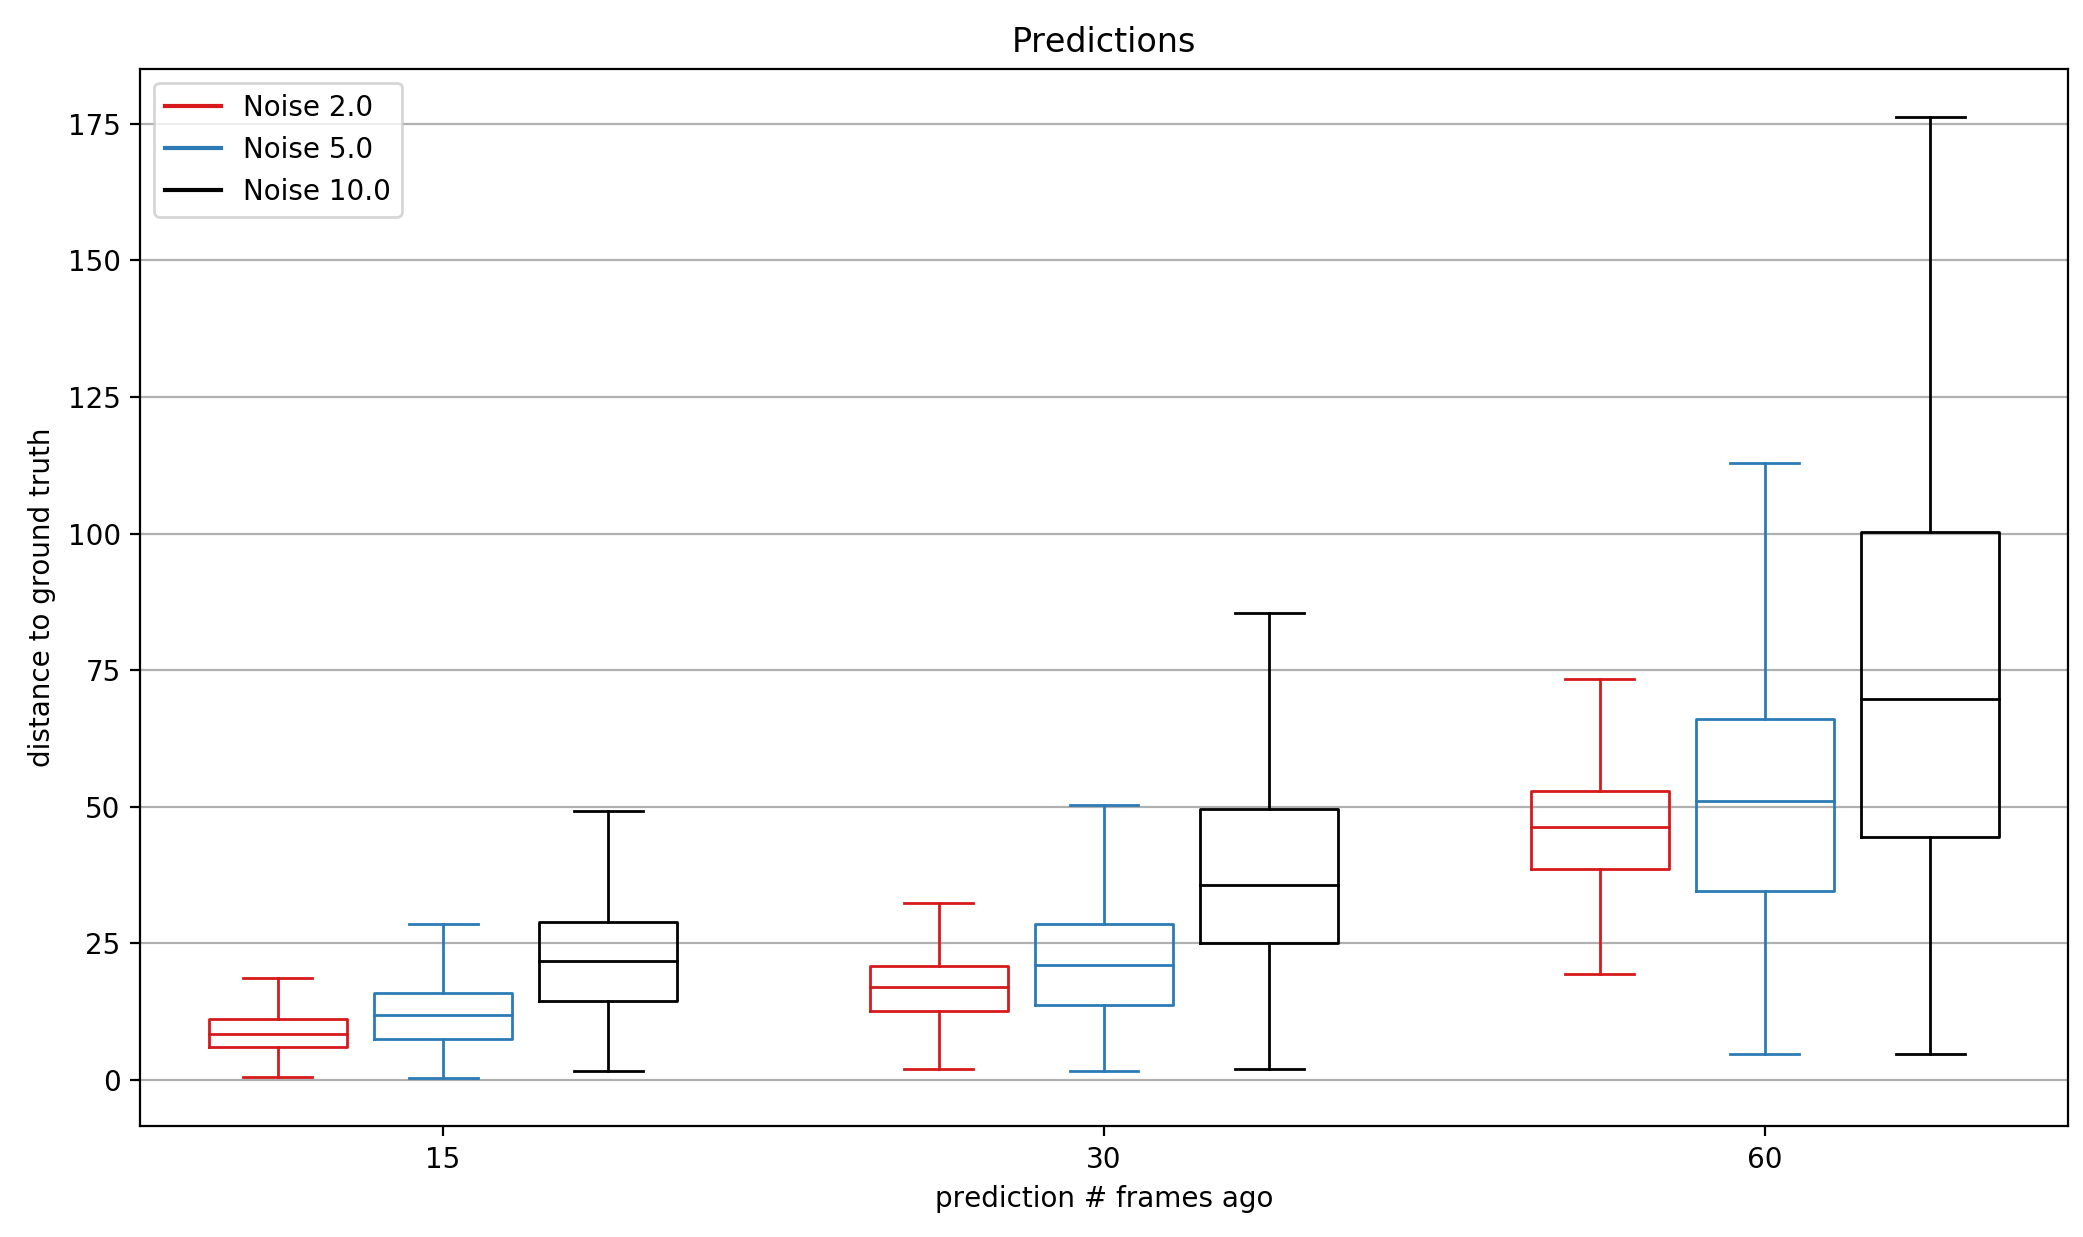 Predictions
Noise 2.0
Noise 5.0
Noise 10.0
175
150
125
100
75
50
25
0
distance to ground truth
15 30 60
prediction # frames ago